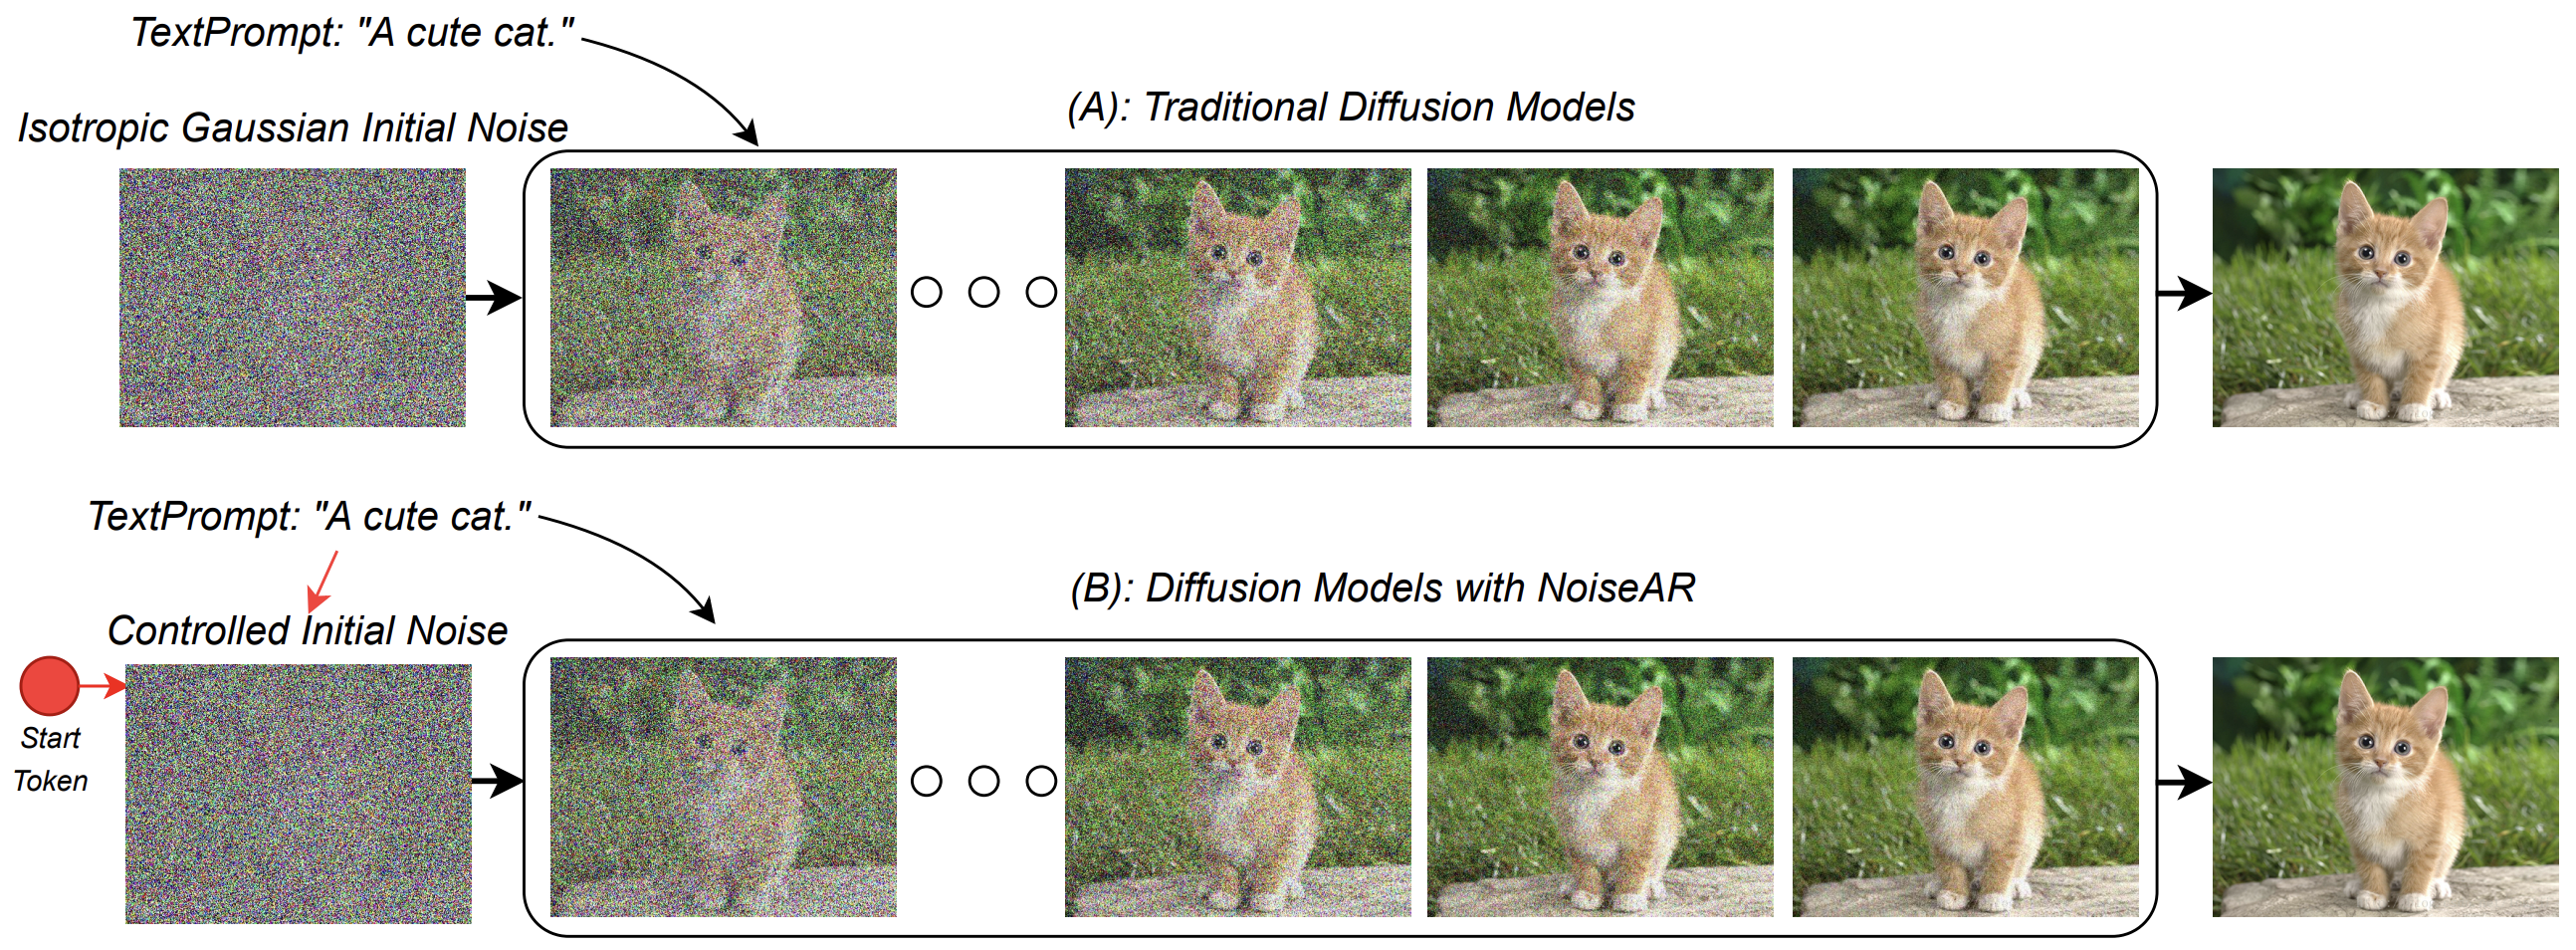 TextPrompt: "A cute cat."
Isotropic Gaussian Initial Noise
(A): Traditional Diffusion Models
TextPrompt: "A cute cat."
Controlled Initial Noise
(B): Diffusion Models with NoiseAR
Start
Token